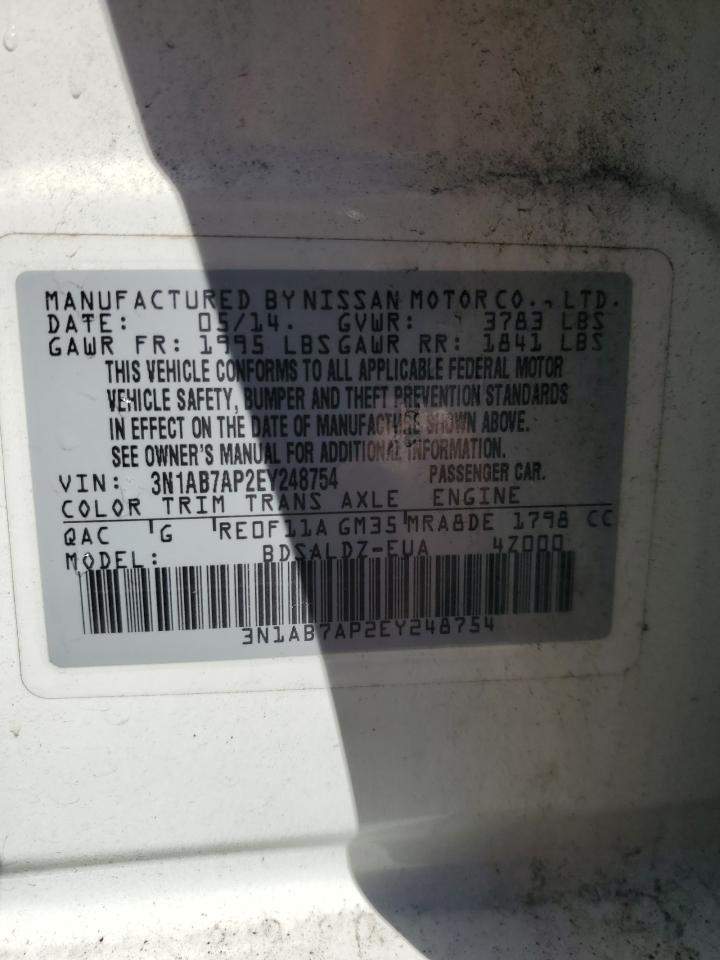 MANUFACTURED BY NISSAN MOTOR CO., LTD.
DATE: 05/14. GVWR: 3783 LBS
GAWR FR: 1995 LBS GAWR RR: 1841 LBS
THIS VEHICLE CONFORMS TO ALL APPLICABLE FEDERAL MOTOR
VEHICLE SAFETY, BUMPER AND THEFT PREVENTION STANDARDS
IN EFFECT ON THE DATE OF MANUFACTURE SHOWN ABOVE.
SEE OWNER'S MANUAL FOR ADDITIONAL INFORMATION.
VIN: 3N1AB7AP2EY248754 PASSENGER CAR.
COLOR TRIM TRANS AXLE ENGINE
QAC G RE0F11A GM35 MRA8DE 1798 CC
MODEL: BDSALDZ-EUA 4Z000
3N1AB7AP2EY248754